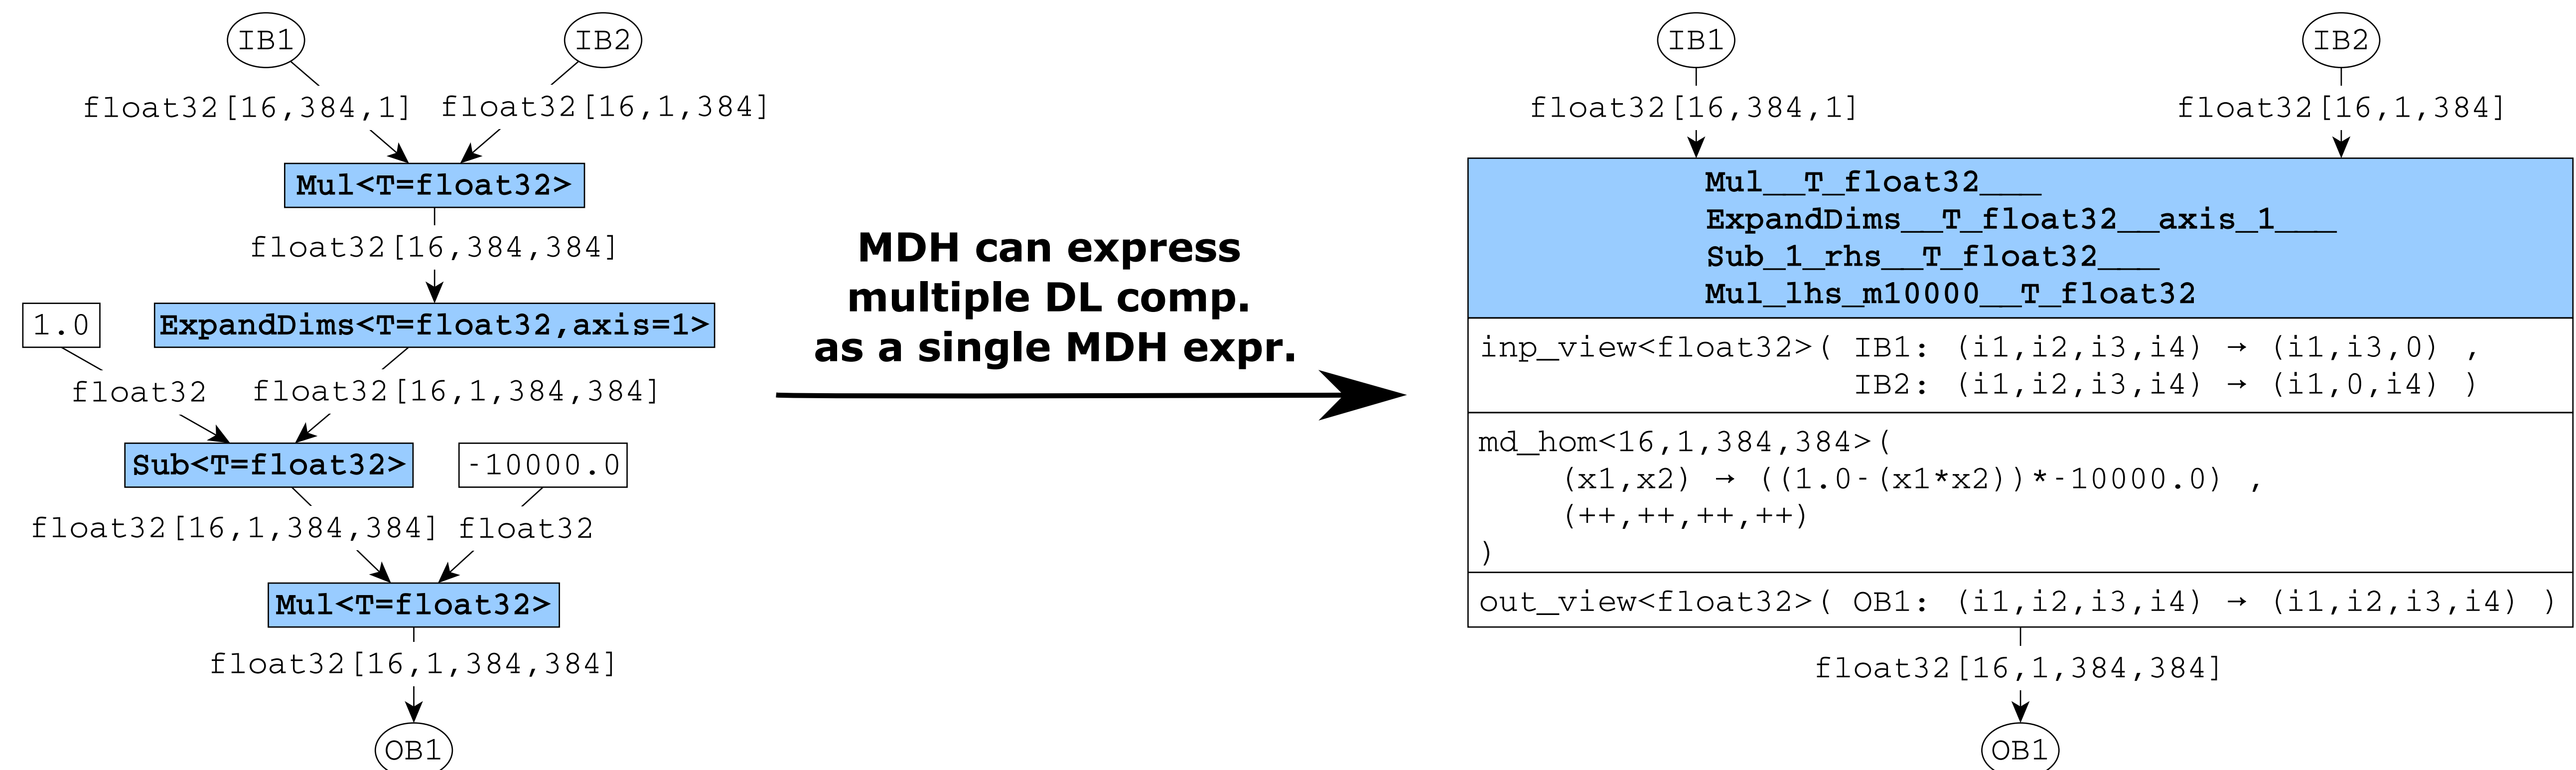 IB1 IB2
float32[16,384,1] float32[16,1,384]
Mul<T=float32>
float32[16,384,384]
1.0 ExpandDims<T=float32,axis=1>
float32 float32[16,1,384,384]
Sub<T=float32> -10000.0
float32[16,1,384,384] float32
Mul<T=float32>
float32[16,1,384,384]
OB1
MDH can express
multiple DL comp.
as a single MDH expr.
IB1 IB2
float32[16,384,1] float32[16,1,384]
Mul__T_float32___
ExpandDims__T_float32__axis_1___
Sub_1_rhs__T_float32___
Mul_lhs_m10000__T_float32
inp_view<float32>( IB1: (i1,i2,i3,i4) → (i1,i3,0) ,
IB2: (i1,i2,i3,i4) → (i1,0,i4) )
md_hom<16,1,384,384>(
(x1,x2) → ((1.0-(x1*x2))*-10000.0) ,
(++,++,++,++)
)
out_view<float32>( OB1: (i1,i2,i3,i4) → (i1,i2,i3,i4) )
float32[16,1,384,384]
OB1